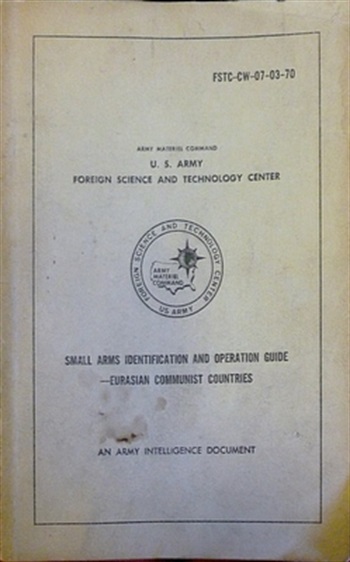 FSTC-CW-07-03-70
ARMY MATERIEL COMMAND
U. S. ARMY
FOREIGN SCIENCE AND TECHNOLOGY CENTER
FOREIGN SCIENCE AND TECHNOLOGY CENTER
ARMY
MATERIEL
COMMAND
US ARMY
SMALL ARMS IDENTIFICATION AND OPERATION GUIDE
—EURASIAN COMMUNIST COUNTRIES
AN ARMY INTELLIGENCE DOCUMENT